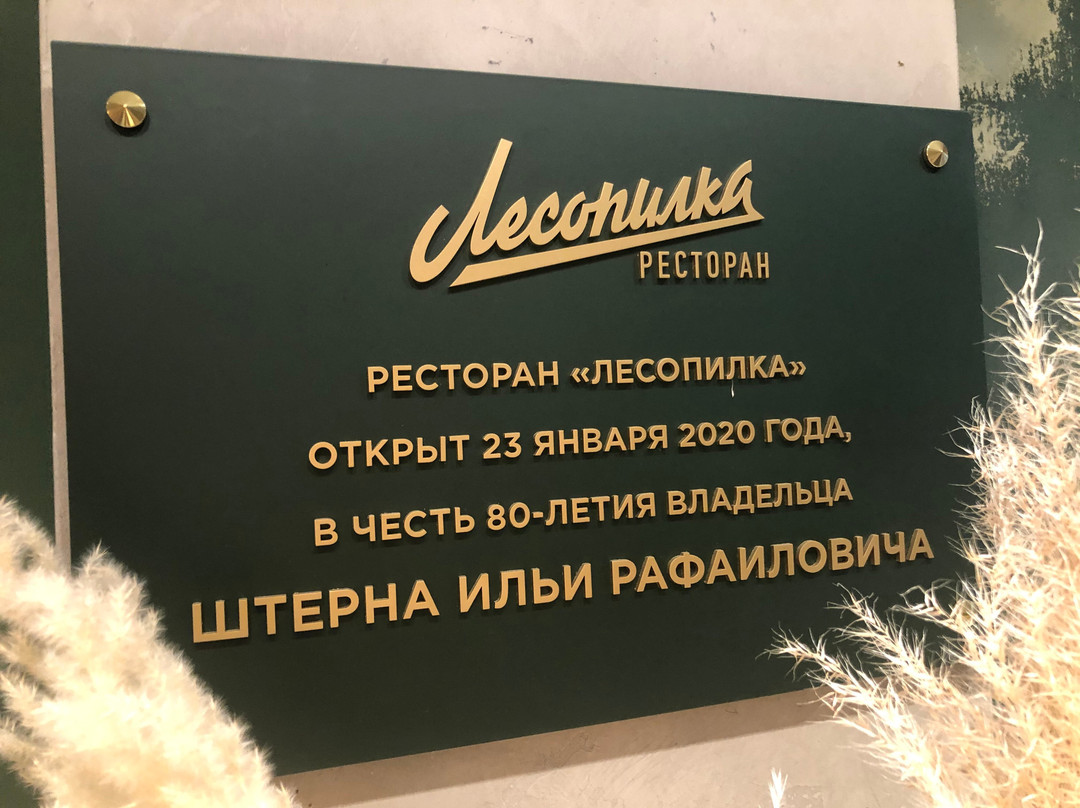 Лесопилка
РЕСТОРАН
РЕСТОРАН «ЛЕСОПИЛКА»
ОТКРЫТ 23 ЯНВАРЯ 2020 ГОДА,
В ЧЕСТЬ 80-ЛЕТИЯ ВЛАДЕЛЬЦА
ШТЕРНА ИЛЬИ РАФАИЛОВИЧА